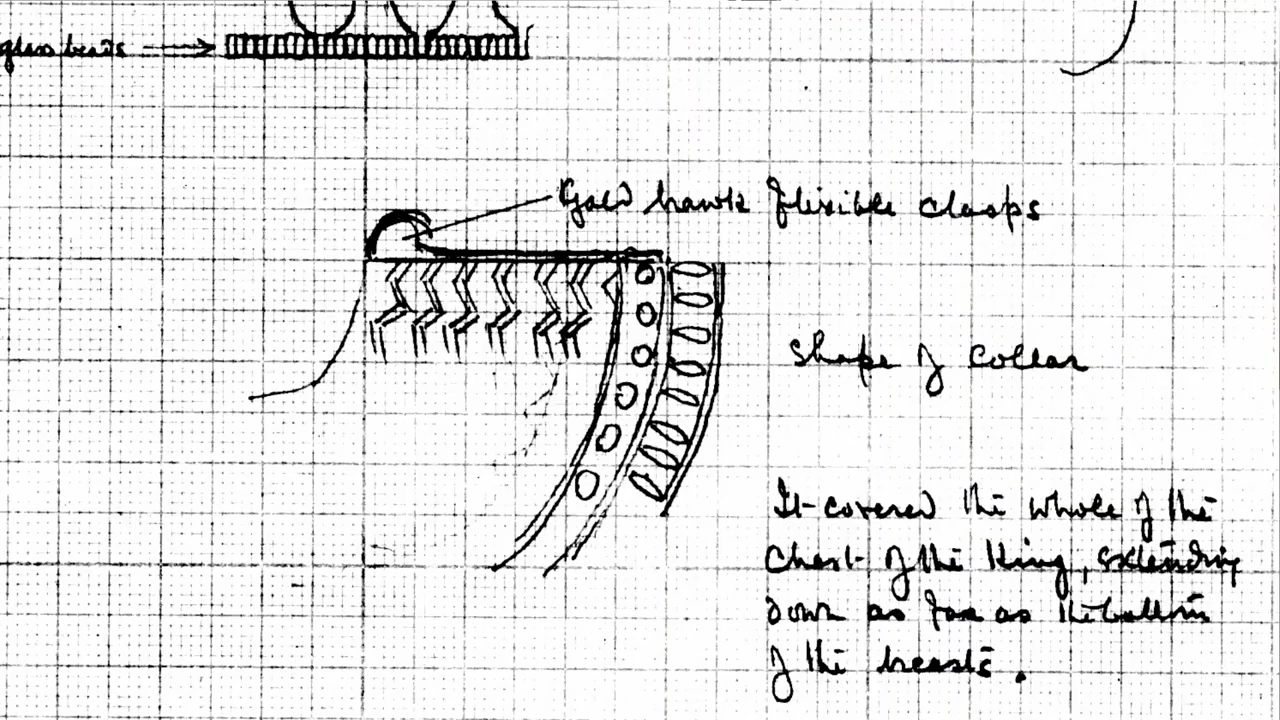 glass beads
Gold hawk flexible clasps
Shape of Collar
It covered the whole of the
Chest of the King, extending
down as far as the bottom
of the breasts.